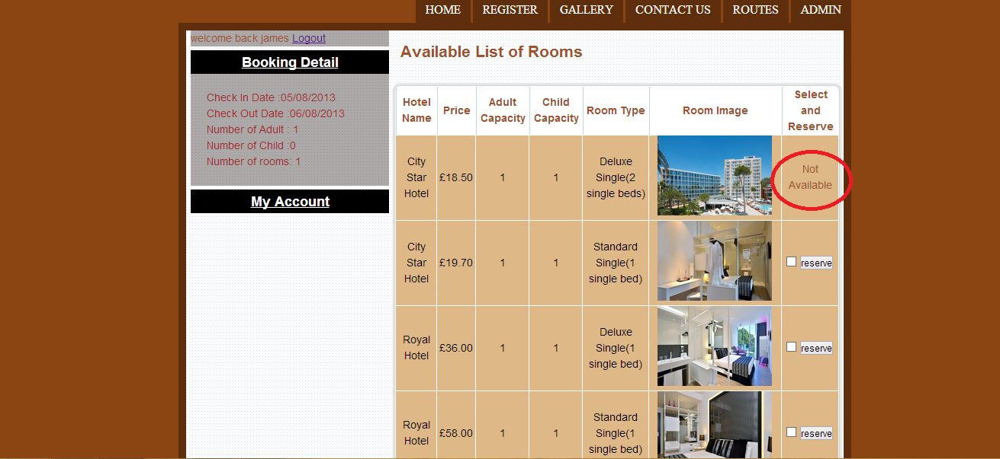 HOME REGISTER GALLERY CONTACT US ROUTES ADMIN
welcome back james Logout
Booking Detail
Check In Date :05/08/2013
Check Out Date :06/08/2013
Number of Adult : 1
Number of Child :0
Number of rooms: 1
My Account
Available List of Rooms
Hotel
Name
Price
Adult
Capacity
Child
Capacity
Room Type
Room Image
Select
and
Reserve
City
Star
Hotel
£18.50
1
1
Deluxe
Single(2
single beds)
Not
Available
City
Star
Hotel
£19.70
1
1
Standard
Single(1
single bed)
reserve
Royal
Hotel
£36.00
1
1
Deluxe
Single(1
single bed)
reserve
Royal
Hotel
£58.00
1
1
Standard
Single(1
single bed)
reserve